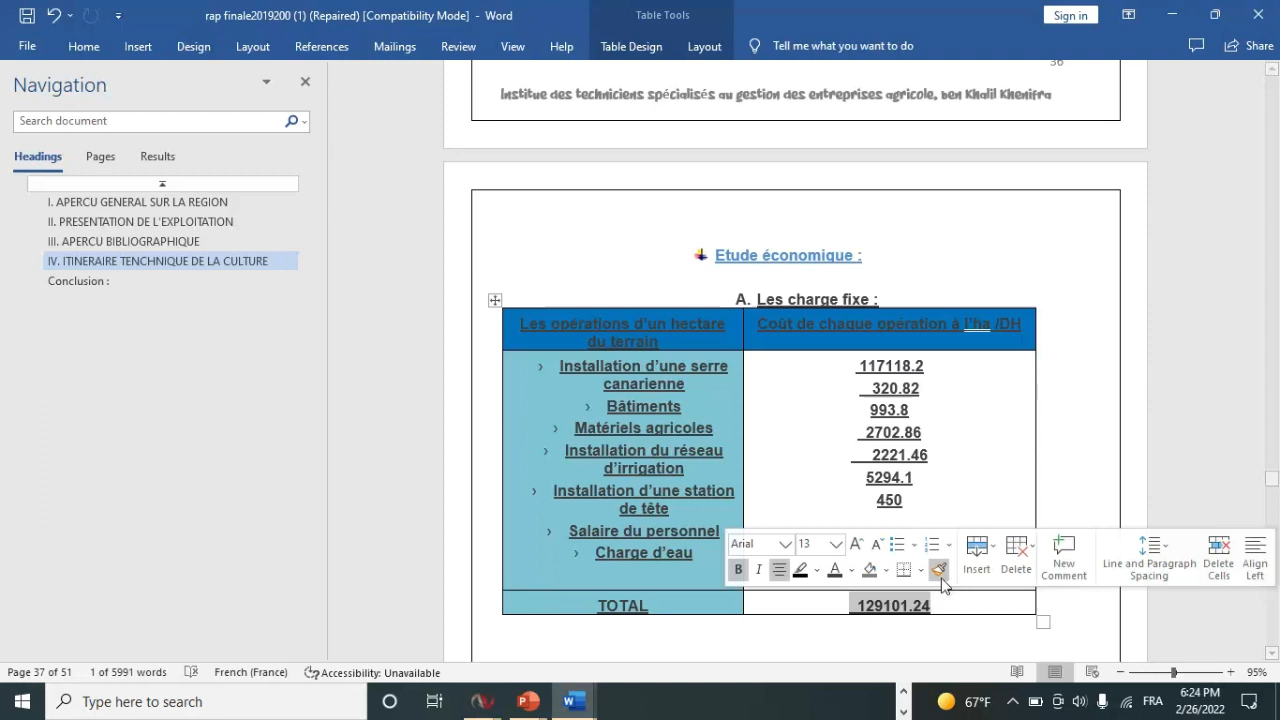 rap finale2019200 (1) (Repaired) [Compatibility Mode] - Word
Table Tools
Sign in
File Home Insert Design Layout References Mailings Review View Help Table Design Layout Tell me what you want to do Share
Navigation
Search document
Headings Pages Results
I. APERCU GENERAL SUR LA REGION
II. PRESENTATION DE L'EXPLOITATION
III. APERCU BIBLIOGRAPHIQUE
IV. ITINERAIRE TENCHNIQUE DE LA CULTURE
Conclusion :
36
Institue des techniciens spécialisés au gestion des entreprises agricole, ben Khalil Khenifra
Etude économique :
A. Les charge fixe :
Les opérations d'un hectare
du terrain
Coût de chaque opération à l'ha /DH
Installation d'une serre
canarienne
Bâtiments
Matériels agricoles
Installation du réseau
d'irrigation
Installation d'une station
de tête
Salaire du personnel
Charge d'eau
117118.2
320.82
993.8
2702.86
2221.46
5294.1
450
TOTAL
129101.24
Arial 13
B I A
Insert
Delete
New
Comment
Line and Paragraph
Spacing
Delete
Cells
Align
Left
Page 37 of 51 1 of 5991 words French (France) Accessibility: Unavailable 95%
Type here to search
67°F FRA
6:24 PM
2/26/2022